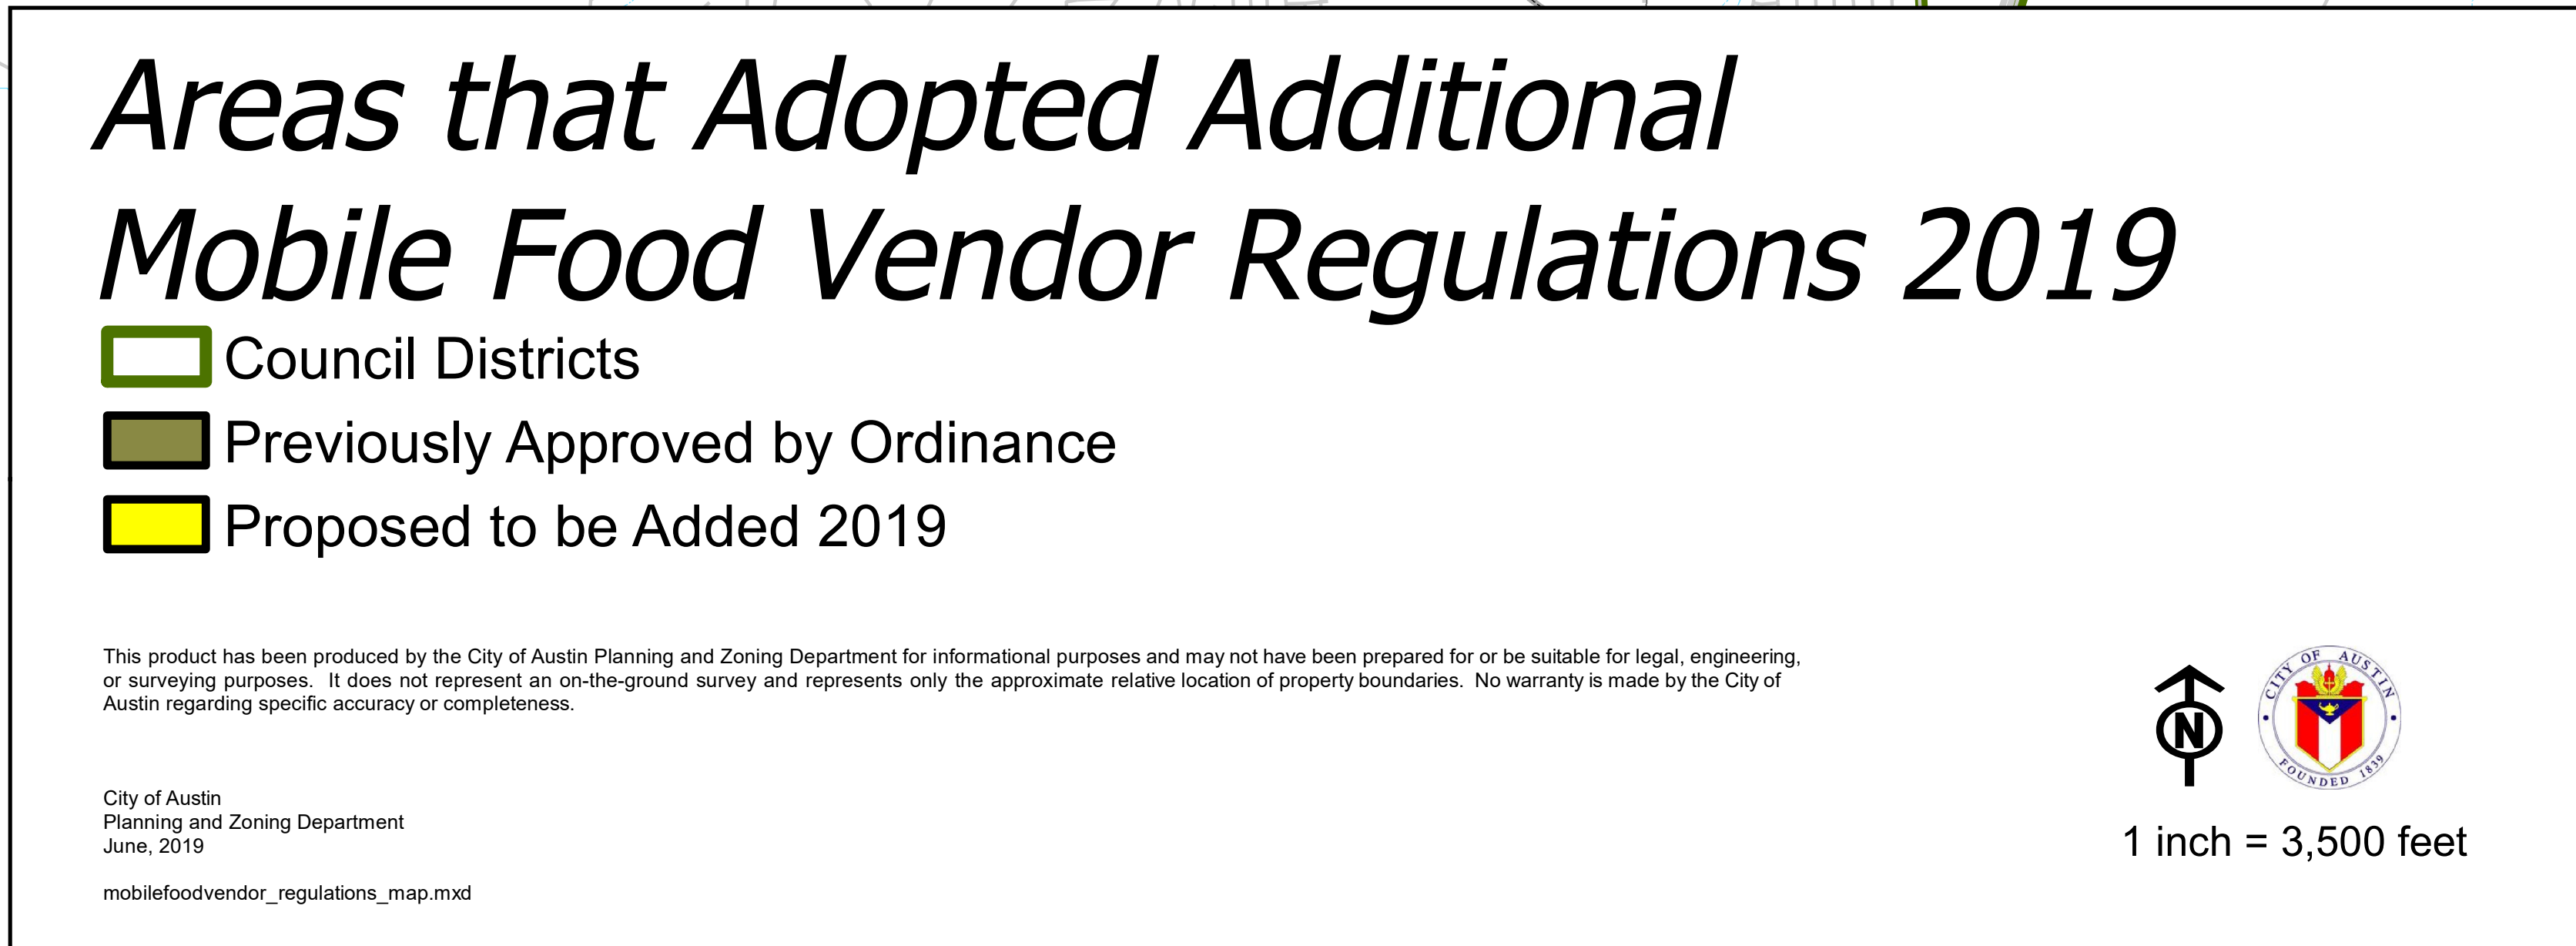 Areas that Adopted Additional
Mobile Food Vendor Regulations 2019
Council Districts
Previously Approved by Ordinance
Proposed to be Added 2019
This product has been produced by the City of Austin Planning and Zoning Department for informational purposes and may not have been prepared for or be suitable for legal, engineering,
or surveying purposes. It does not represent an on-the-ground survey and represents only the approximate relative location of property boundaries. No warranty is made by the City of
Austin regarding specific accuracy or completeness.
N
CITY OF AUSTIN
FOUNDED 1839
City of Austin
Planning and Zoning Department
June, 2019
1 inch = 3,500 feet
mobilefoodvendor_regulations_map.mxd